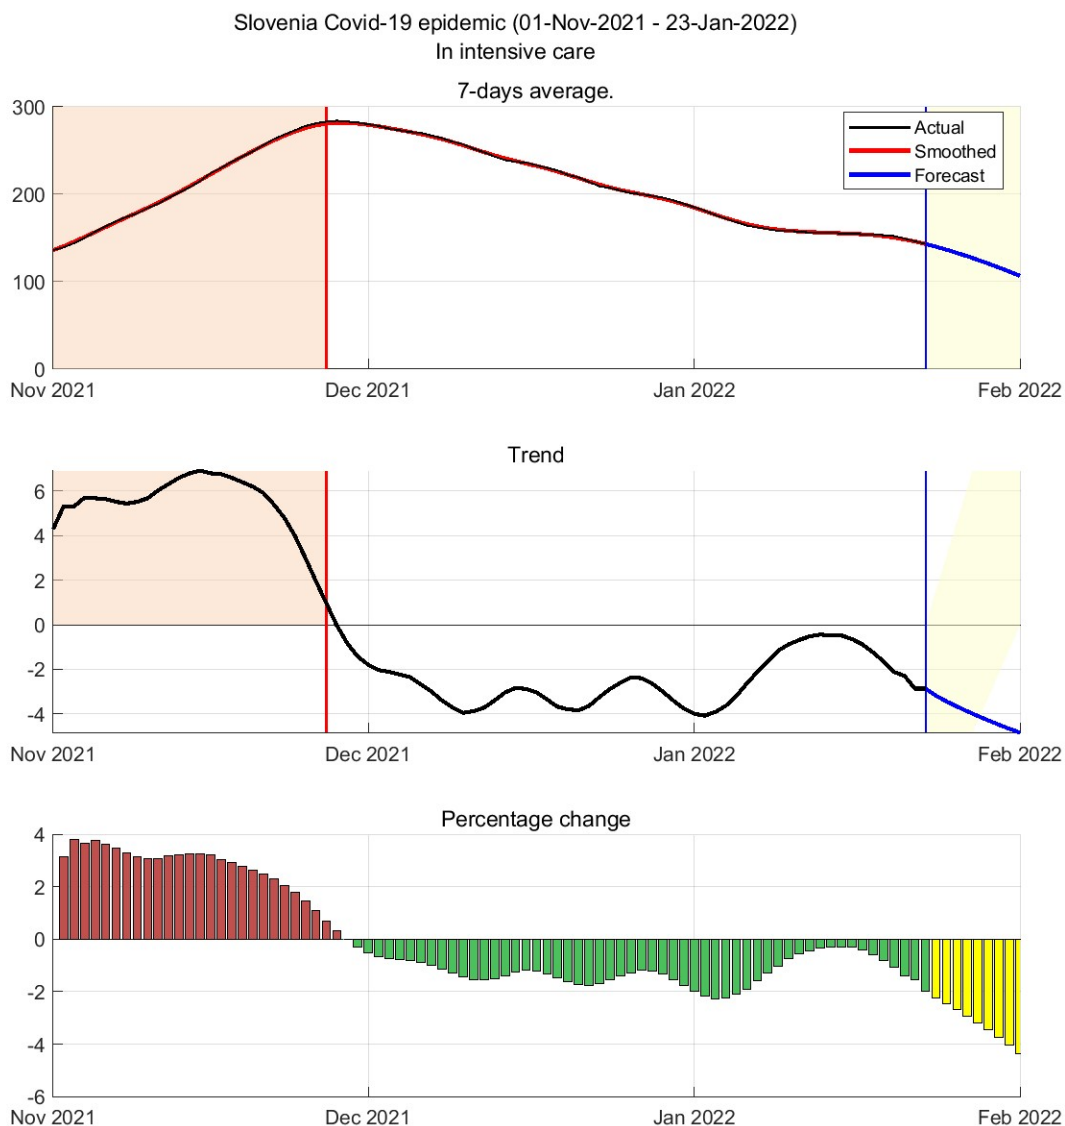 Slovenia Covid-19 epidemic (01-Nov-2021 - 23-Jan-2022)
In intensive care
7-days average.
300
200
100
0
Actual
Smoothed
Forecast
Nov 2021
Dec 2021
Jan 2022
Feb 2022
Trend
6
4
2
0
-2
-4
Nov 2021
Dec 2021
Jan 2022
Feb 2022
Percentage change
4
2
0
-2
-4
-6
Nov 2021
Dec 2021
Jan 2022
Feb 2022